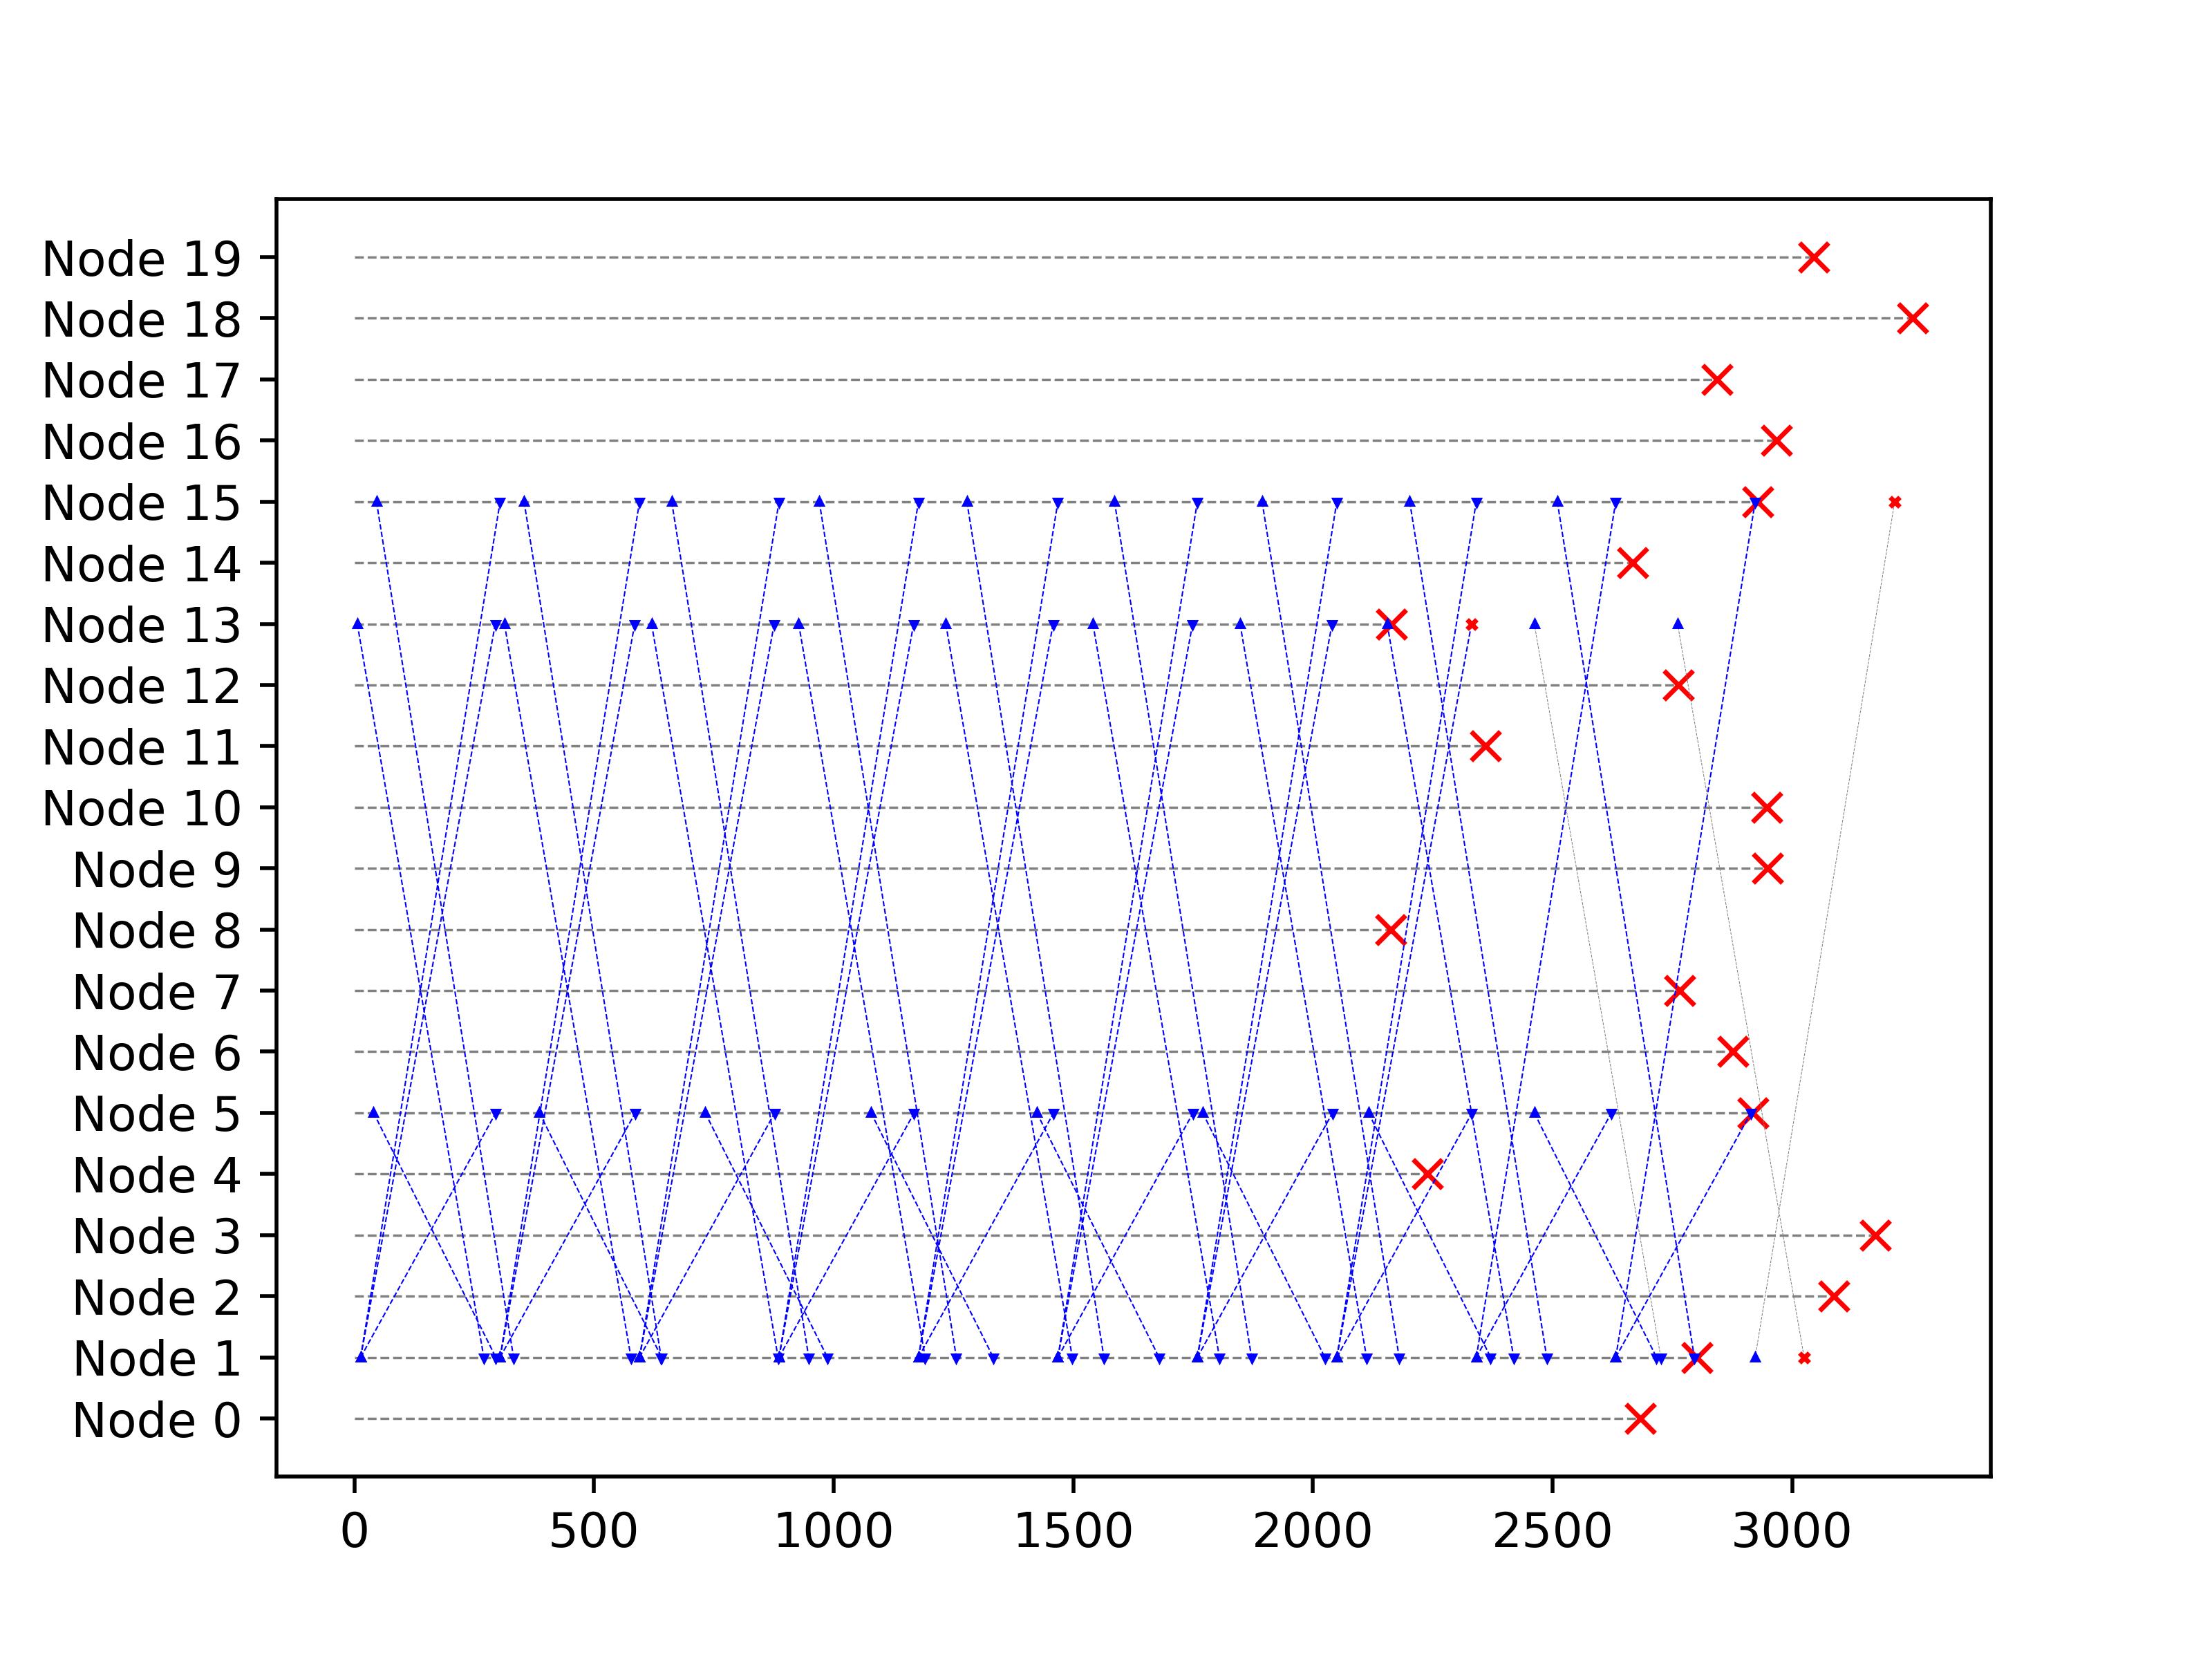 Node 19
Node 18
Node 17
Node 16
Node 15
Node 14
Node 13
Node 12
Node 11
Node 10
Node 9
Node 8
Node 7
Node 6
Node 5
Node 4
Node 3
Node 2
Node 1
Node 0
0 500 1000 1500 2000 2500 3000